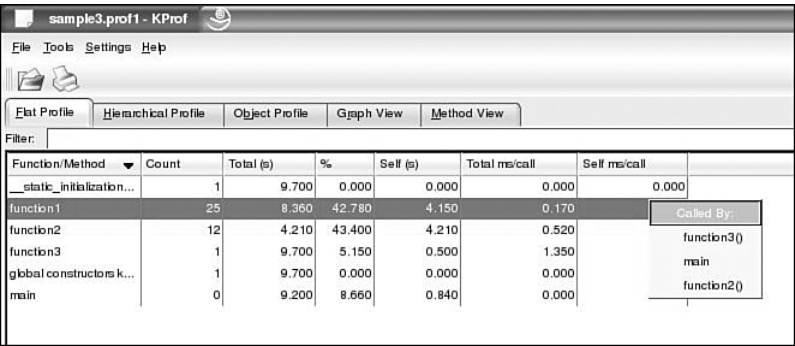 sample3.prof1 - KProf
File Tools Settings Help
Flat Profile Hierarchical Profile Object Profile Graph View Method View
Filter:
Function/Method Count Total (s) % Self (s) Total ms/call Self ms/call
__static_initialization... 1 9.700 0.000 0.000 0.000 0.000
function1 25 8.360 42.780 4.150 0.170
function2 12 4.210 43.400 4.210 0.520
function3 1 9.700 5.150 0.500 1.350
global constructors k... 1 9.700 0.000 0.000 0.000
main 0 9.200 8.660 0.840 0.000
Called By:
function3()
main
function2()